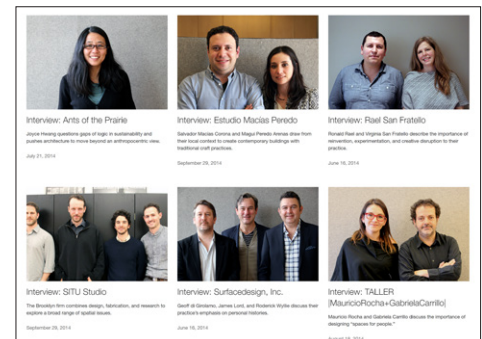 Interview: Ants of the Prairie
Joyce Hwang questions gaps of logic in sustainability and
pushes architecture to move beyond an anthropocentric view.
July 21, 2014
Interview: Estudio Macías Peredo
Salvador Macías Corona and Magui Peredo Arenas draw from
their local context to create contemporary buildings with
traditional craft practices.
September 29, 2014
Interview: Rael San Fratello
Ronald Rael and Virginia San Fratello describe the importance of
reinvention, experimentation, and creative disruption to their
practice.
June 16, 2014
Interview: SITU Studio
The Brooklyn firm combines design, fabrication, and research to
explore a broad range of spatial issues.
September 29, 2014
Interview: Surfacedesign, Inc.
Geoff di Girolamo, James Lord, and Roderick Wyllie discuss their
practice's emphasis on personal histories.
June 16, 2014
Interview: TALLER
|MauricioRocha+GabrielaCarrillo|
Mauricio Rocha and Gabriela Carrillo discuss the importance of
designing "spaces for people."